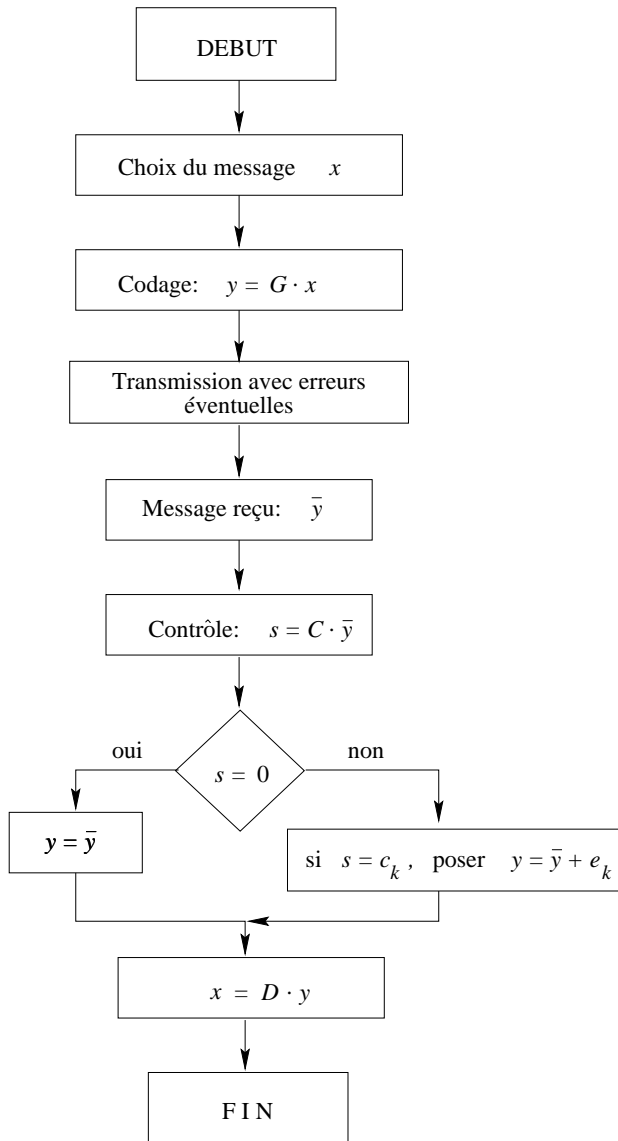 DEBUT
Choix du message x
Codage: y = G · x
Transmission avec erreurs
éventuelles
Message reçu: ȳ
Contrôle: s = C · ȳ
oui
non
s = 0
y = ȳ
si s = c_k , poser y = ȳ + e_k
x = D · y
F I N